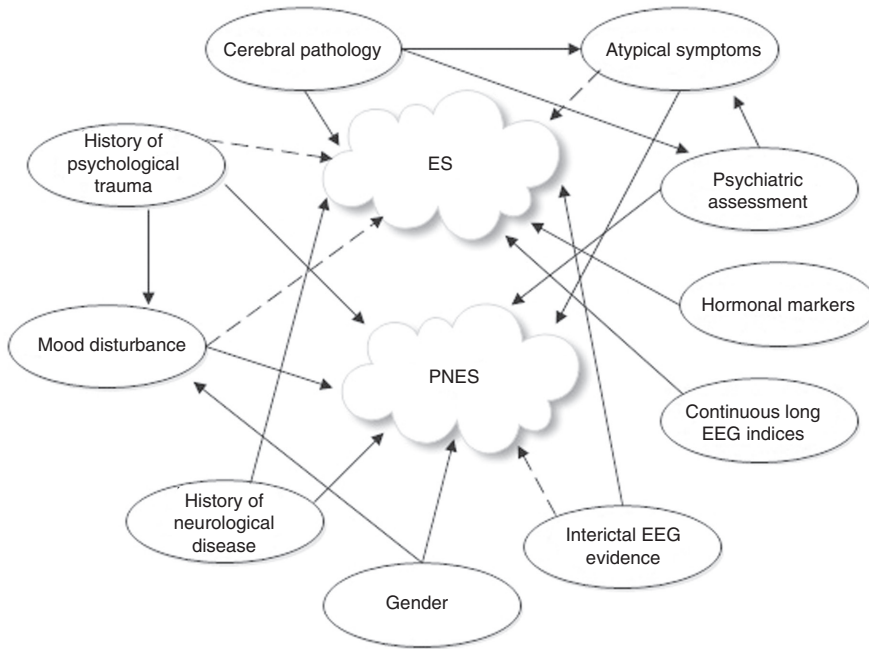 Cerebral pathology
Atypical symptoms
History of
psychological
trauma
ES
Psychiatric
assessment
Hormonal markers
Mood disturbance
PNES
Continuous long
EEG indices
History of
neurological
disease
Interictal EEG
evidence
Gender